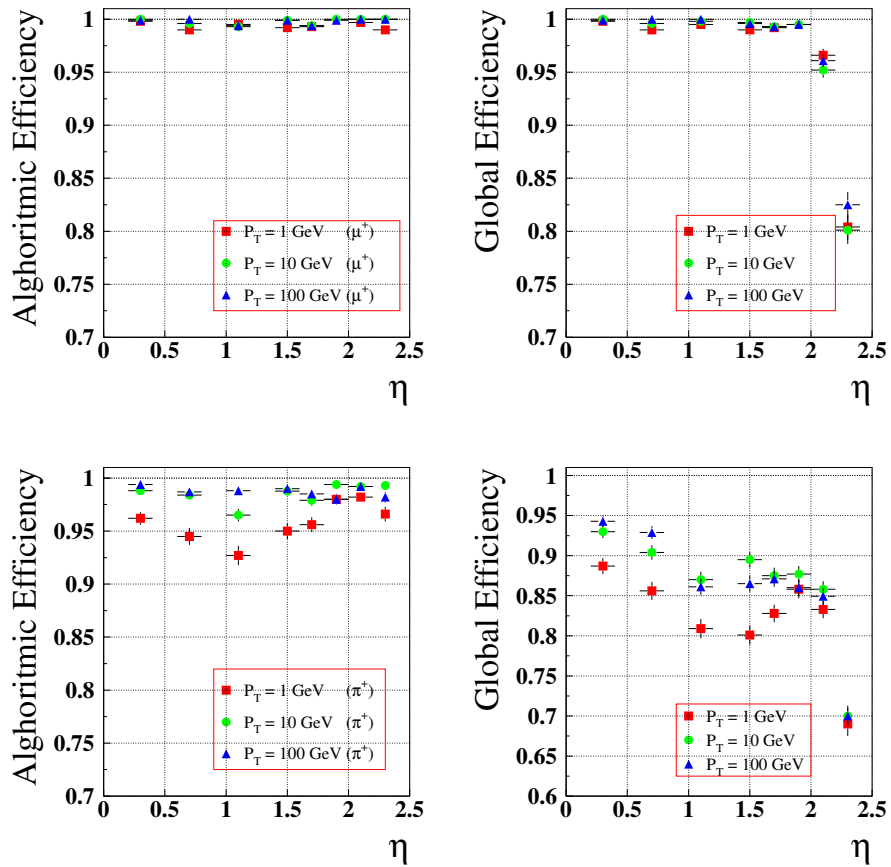 Alghoritmic Efficiency
1
0.95
0.9
0.85
0.8
0.75
0.7
P_T = 1 GeV (μ⁺)
P_T = 10 GeV (μ⁺)
P_T = 100 GeV (μ⁺)
0 0.5 1 1.5 2 2.5
η
Global Efficiency
1
0.95
0.9
0.85
0.8
0.75
0.7
P_T = 1 GeV
P_T = 10 GeV
P_T = 100 GeV
0 0.5 1 1.5 2 2.5
η
Alghoritmic Efficiency
1
0.95
0.9
0.85
0.8
0.75
0.7
P_T = 1 GeV (π⁺)
P_T = 10 GeV (π⁺)
P_T = 100 GeV (π⁺)
0 0.5 1 1.5 2 2.5
η
Global Efficiency
1
0.95
0.9
0.85
0.8
0.75
0.7
0.65
0.6
P_T = 1 GeV
P_T = 10 GeV
P_T = 100 GeV
0 0.5 1 1.5 2 2.5
η